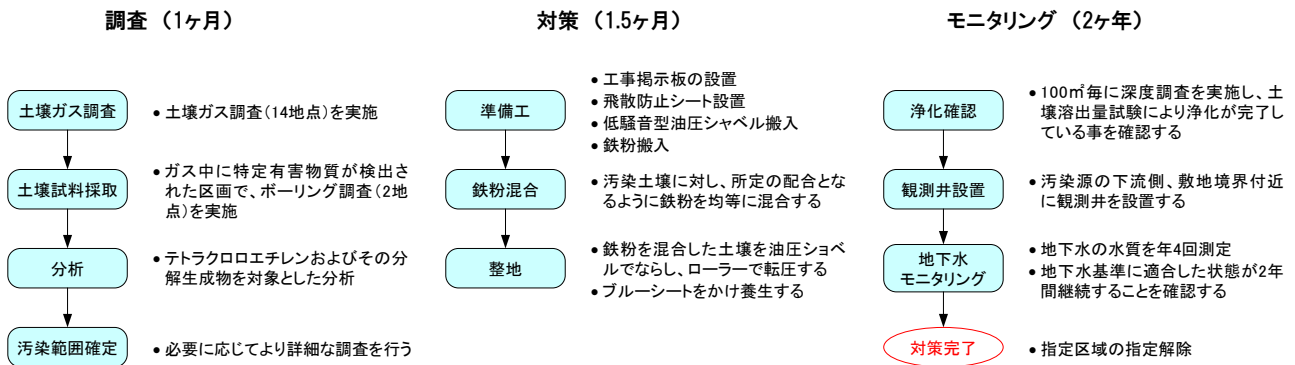 調査（1ヶ月）
土壌ガス調査
• 土壌ガス調査（14地点）を実施
土壌試料採取
• ガス中に特定有害物質が検出さ
れた区画で、ボーリング調査（2地
点）を実施
分析
• テトラクロロエチレンおよびその分
解生成物を対象とした分析
汚染範囲確定
• 必要に応じてより詳細な調査を行う
対策（1.5ヶ月）
準備工
• 工事掲示板の設置
• 飛散防止シート設置
• 低騒音型油圧シャベル搬入
• 鉄粉搬入
鉄粉混合
• 汚染土壌に対し、所定の配合とな
るように鉄粉を均等に混合する
整地
• 鉄粉を混合した土壌を油圧ショベ
ルでならし、ローラーで転圧する
• ブルーシートをかけ養生する
モニタリング（2ヶ年）
浄化確認
• 100㎡毎に深度調査を実施し、土
壌溶出量試験により浄化が完了し
ている事を確認する
観測井設置
• 汚染源の下流側、敷地境界付近
に観測井を設置する
地下水
モニタリング
• 地下水の水質を年4回測定
• 地下水基準に適合した状態が2年
間継続することを確認する
対策完了
• 指定区域の指定解除